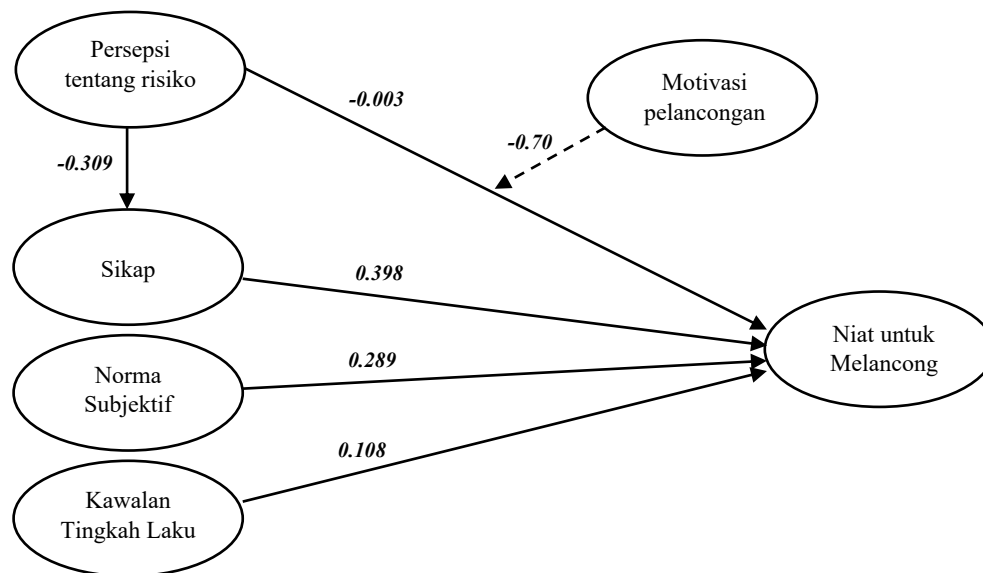 Persepsi
tentang risiko
-0.003
Motivasi
pelancongan
-0.70
-0.309
Sikap
0.398
Niat untuk
Melancong
Norma
Subjektif
0.289
0.108
Kawalan
Tingkah Laku